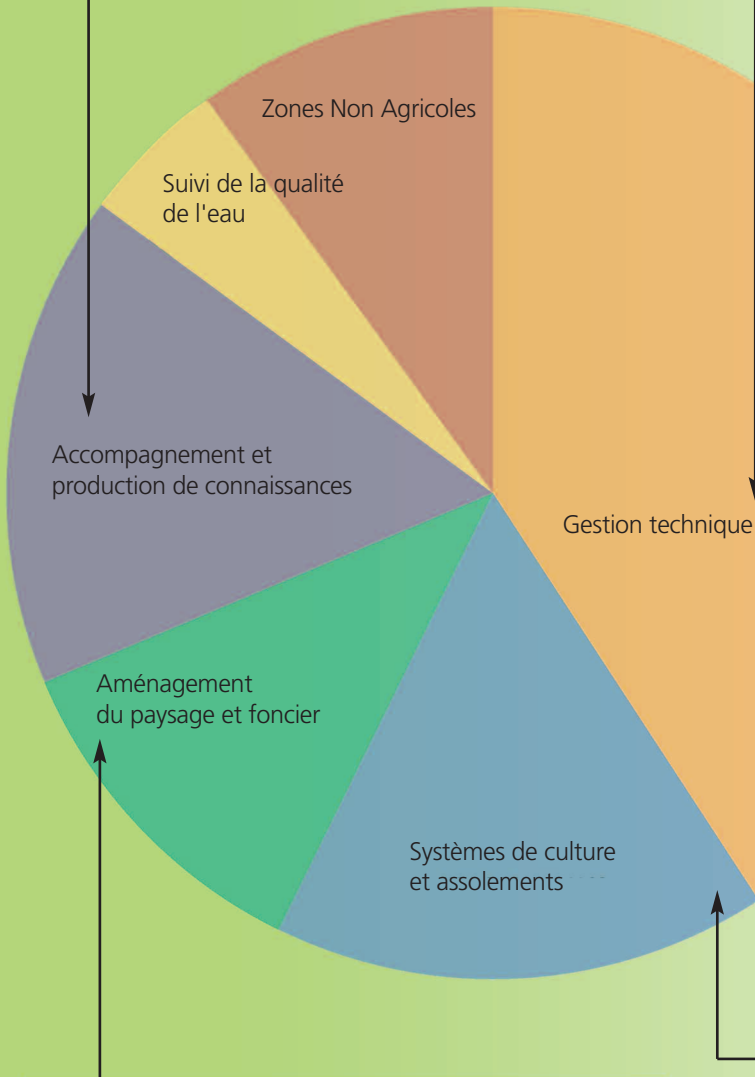 Zones Non Agricoles
Suivi de la qualité
de l'eau
Accompagnement et
production de connaissances
Gestion technique
Aménagement
du paysage et foncier
Systèmes de culture
et assolements